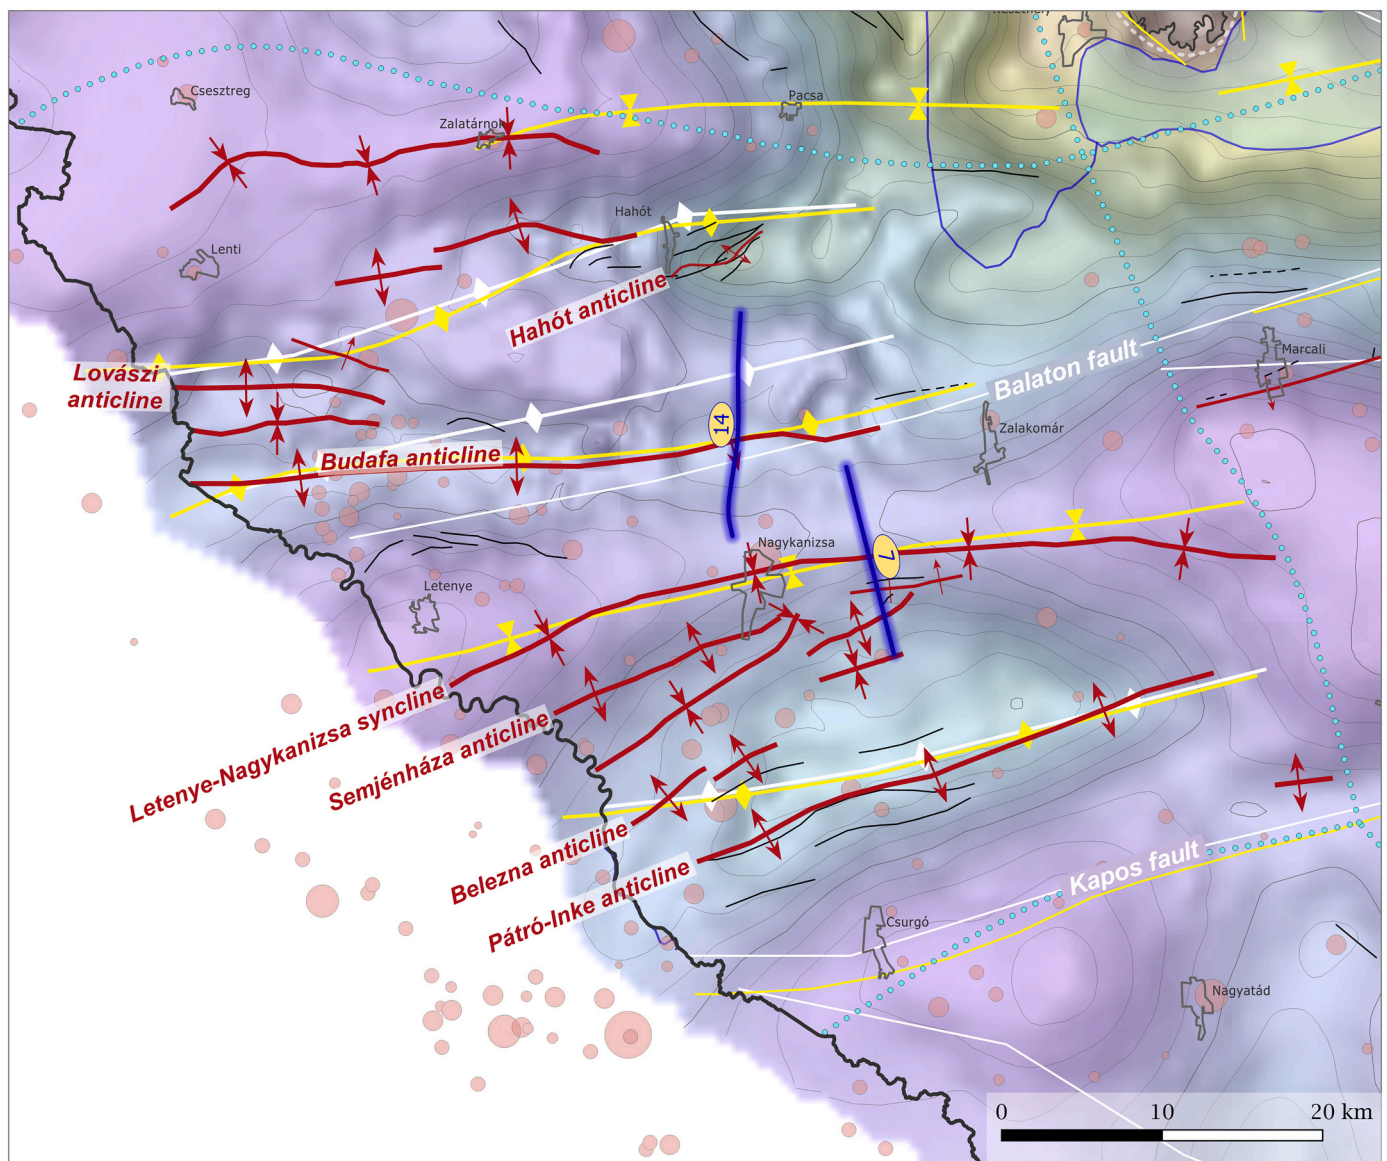 Keszthely
Csesztreg
Pacsa
Zalatárnok
Hahót
Lenti
Hahót anticline
Lovászi
anticline
Balaton fault
Marcali
14
Zalakomár
Budafa anticline
Nagykanizsa
7
Letenye
Letenye-Nagykanizsa syncline
Semjénháza anticline
Belezna anticline
Pátró-Inke anticline
Kapos fault
Csurgó
Nagyatád
0 10 20 km